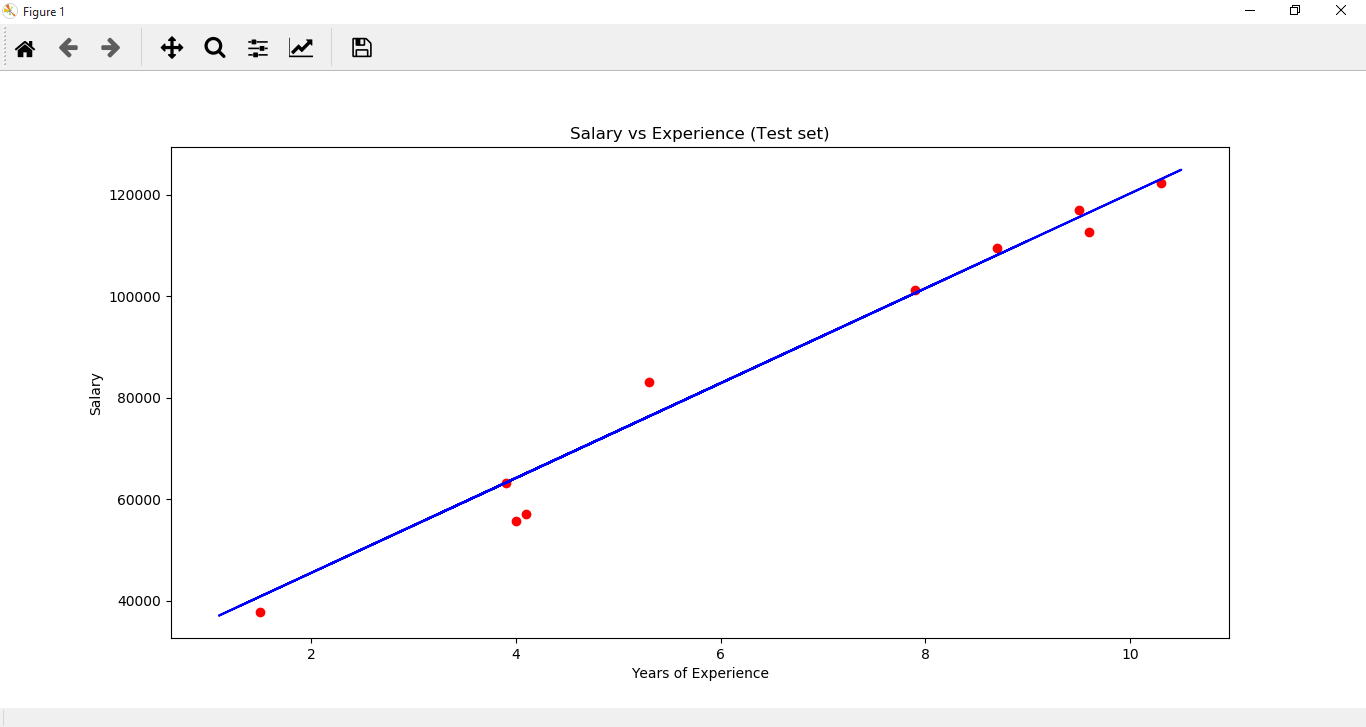 Figure 1
Salary vs Experience (Test set)
120000
100000
80000
60000
40000
Salary
2 4 6 8 10
Years of Experience